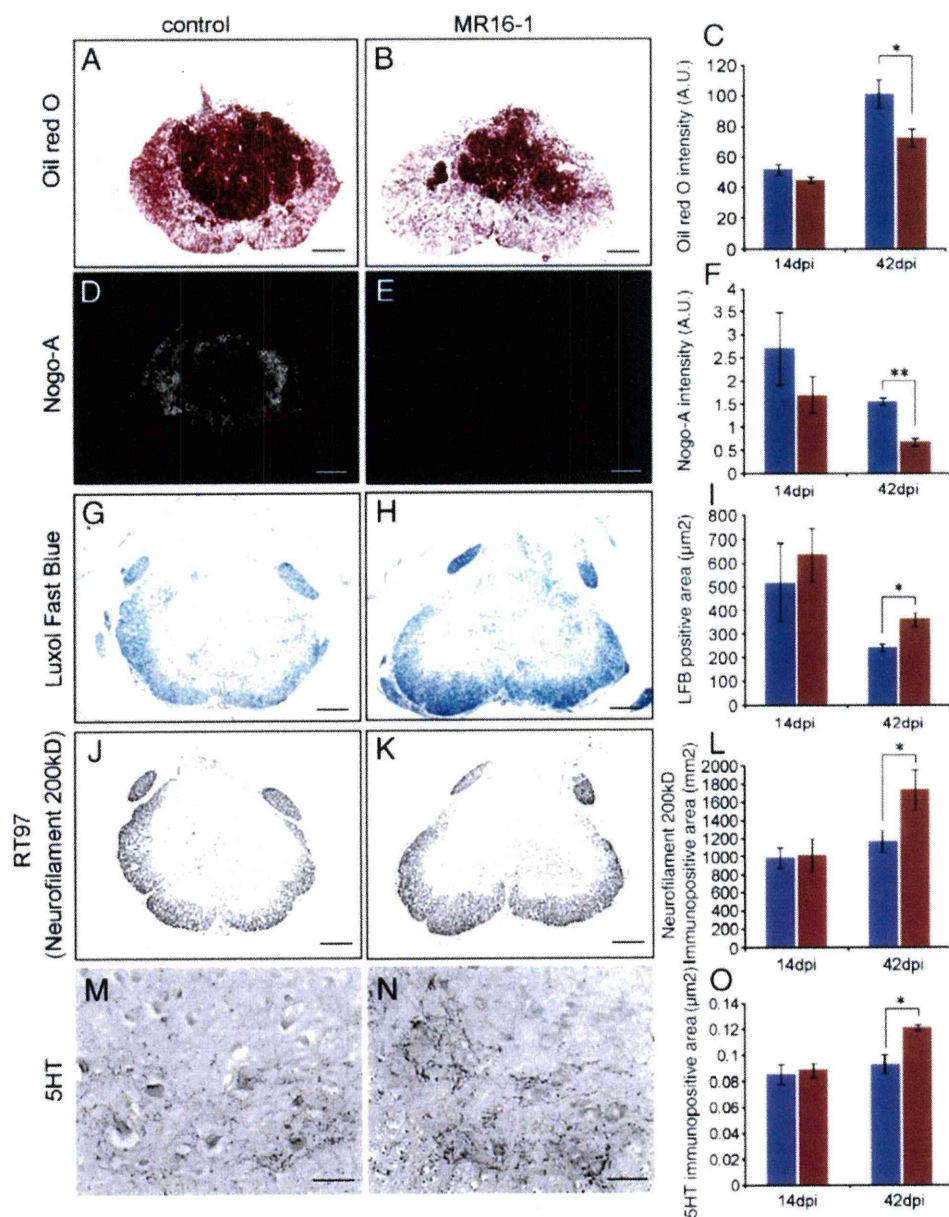 control
MR16-1
Oil red O
A
B
C
Oil red O intensity (A.U.)
120
100
80
60
40
20
0
*
14dpi
42dpi
Nogo-A
D
E
F
Nogo-A intensity (A.U.)
4
3.5
3
2.5
2
1.5
1
0.5
0
**
14dpi
42dpi
Luxol Fast Blue
G
H
I
LFB positive area (µm2)
800
700
600
500
400
300
200
100
0
*
14dpi
42dpi
RT97
(Neurofilament 200kD)
J
K
L
Neurofilament 200kD
Immunopositive area (mm2)
2000
1800
1600
1400
1200
1000
800
600
400
200
0
*
14dpi
42dpi
5HT
M
N
O
5HT immunopositive area (µm2)
0.14
0.12
0.1
0.08
0.06
0.04
0.02
0
*
14dpi
42dpi